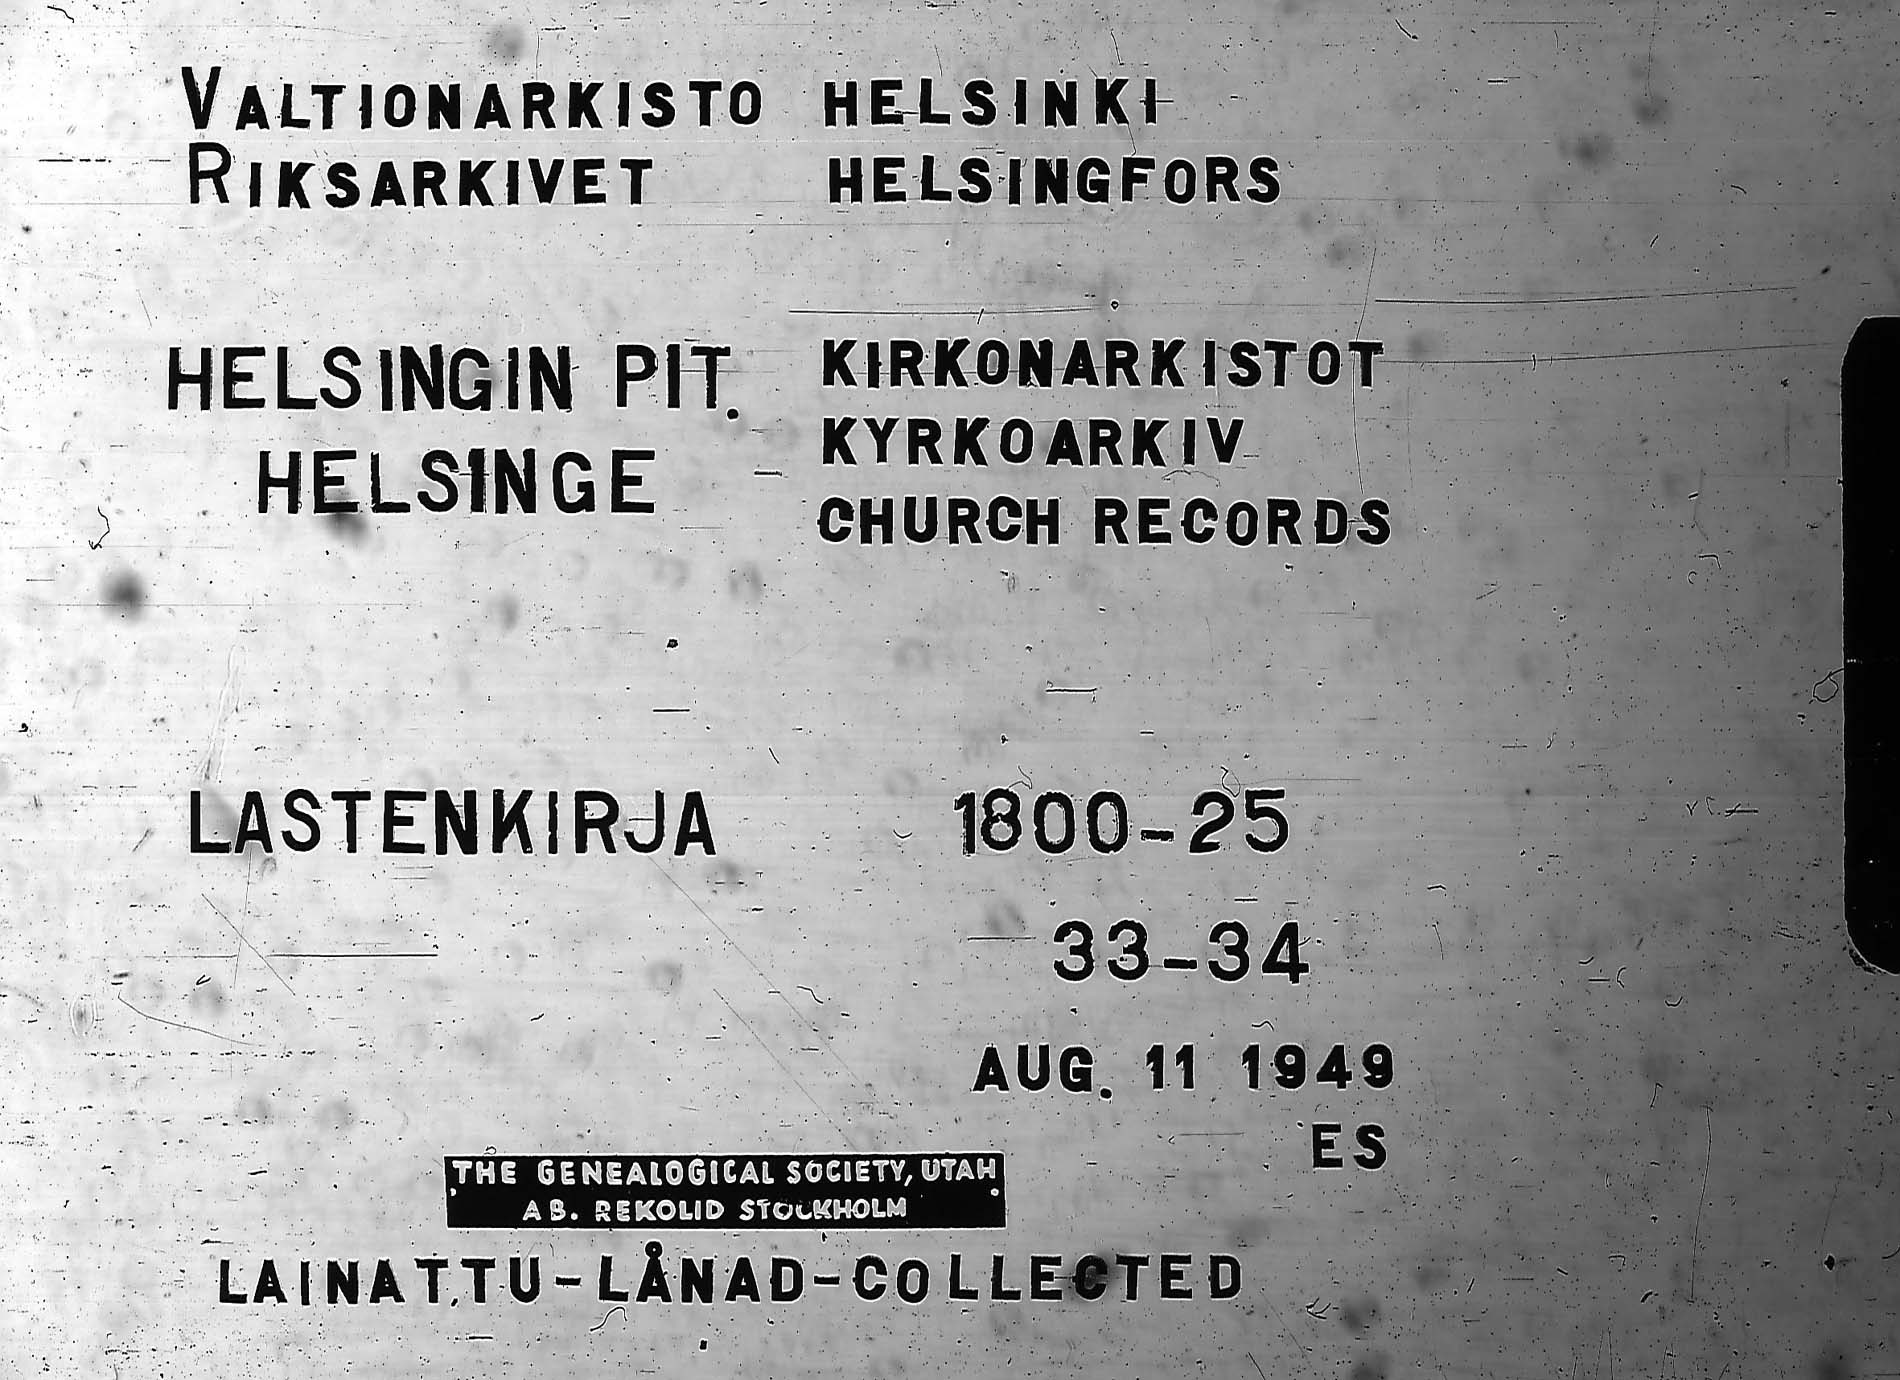 VALTIONARKISTO HELSINKI
RIKSARKIVET HELSINGFORS
HELSINGIN PIT.
HELSINGE
KIRKONARKISTOT
KYRKOARKIV
CHURCH RECORDS
LASTENKIRJA 1800-25
33-34
AUG. 11 1949
ES
THE GENEALOGICAL SOCIETY, UTAH
AB. REKOLID STOCKHOLM
LAINATTU-LÅNAD-COLLECTED